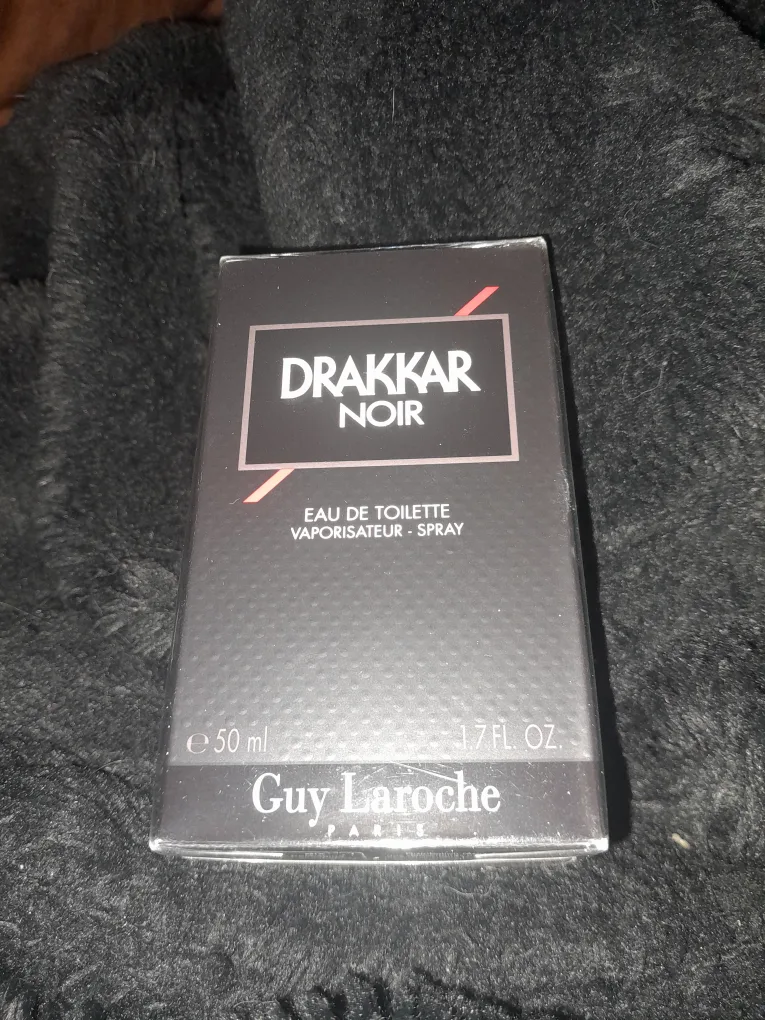 DRAKKAR
NOIR
EAU DE TOILETTE
VAPORISATEUR - SPRAY
℮ 50 ml 1.7 FL. OZ.
Guy Laroche
PARIS